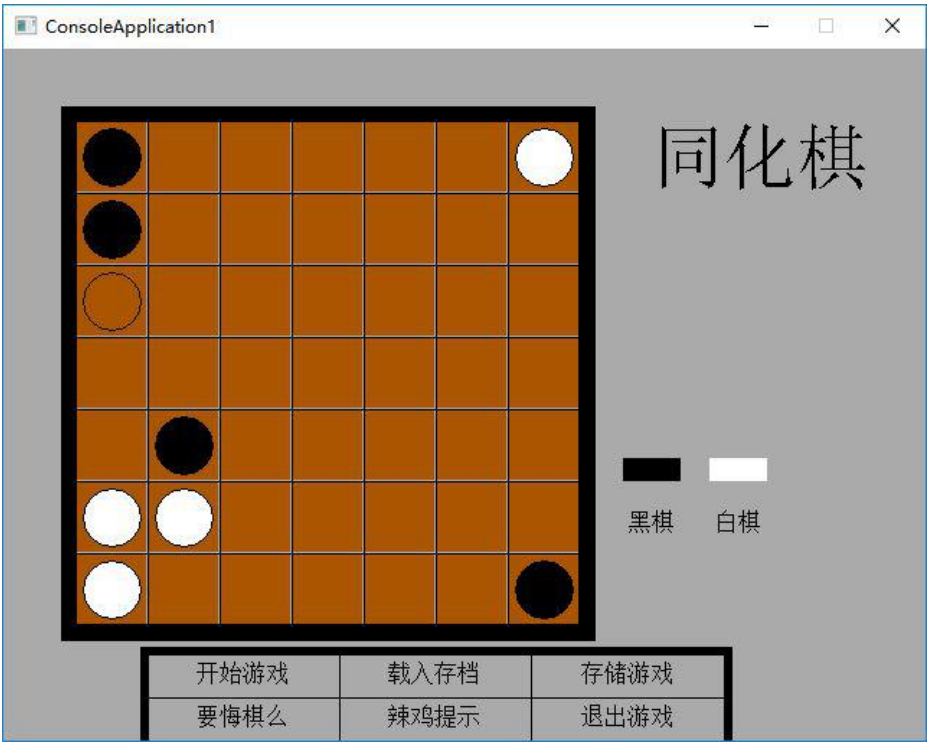 ConsoleApplication1
同化棋
黑棋 白棋
开始游戏 载入存档 存储游戏
要悔棋么 辣鸡提示 退出游戏